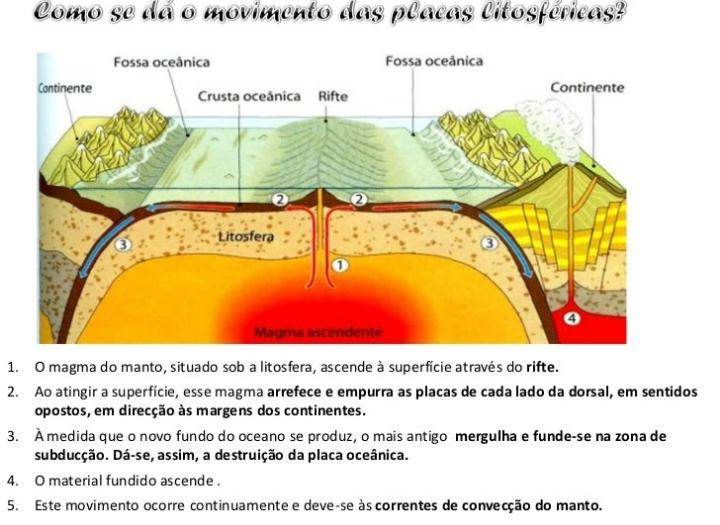 Como se dá o movimento das placas litosféricas?
Fossa oceânica
Fossa oceânica
Continente
Crusta oceânica
Rifte
Continente
2
2
3
Litosfera
3
1
4
Magma ascendente
1. O magma do manto, situado sob a litosfera, ascende à superfície através do rifte.
2. Ao atingir a superfície, esse magma arrefece e empurra as placas de cada lado da dorsal, em sentidos
opostos, em direcção às margens dos continentes.
3. À medida que o novo fundo do oceano se produz, o mais antigo mergulha e funde-se na zona de
subducção. Dá-se, assim, a destruição da placa oceânica.
4. O material fundido ascende .
5. Este movimento ocorre continuamente e deve-se às correntes de convecção do manto.